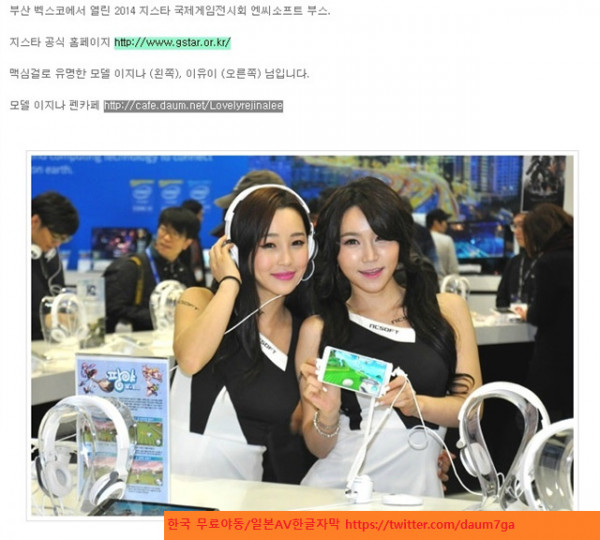 부산 벡스코에서 열린 2014 지스타 국제게임전시회 엔씨소프트 부스.
지스타 공식 홈페이지 http://www.gstar.or.kr/
맥심걸로 유명한 모델 이지나 (왼쪽), 이유이 (오른쪽) 님입니다.
모델 이지나 펜카페 http://cafe.daum.net/Lovelyrejinalee
computing technology to connect
on earth.
NCSOFT
NCSOFT
팡야
한국 무료야동/일본AV한글자막 https://twitter.com/daum7ga